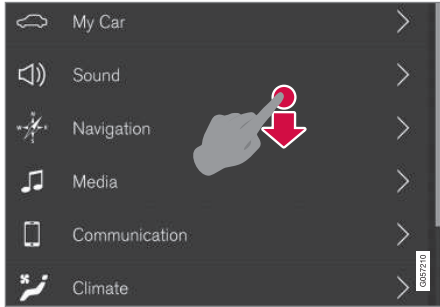 My Car
Sound
Navigation
Media
Communication
Climate
G057210